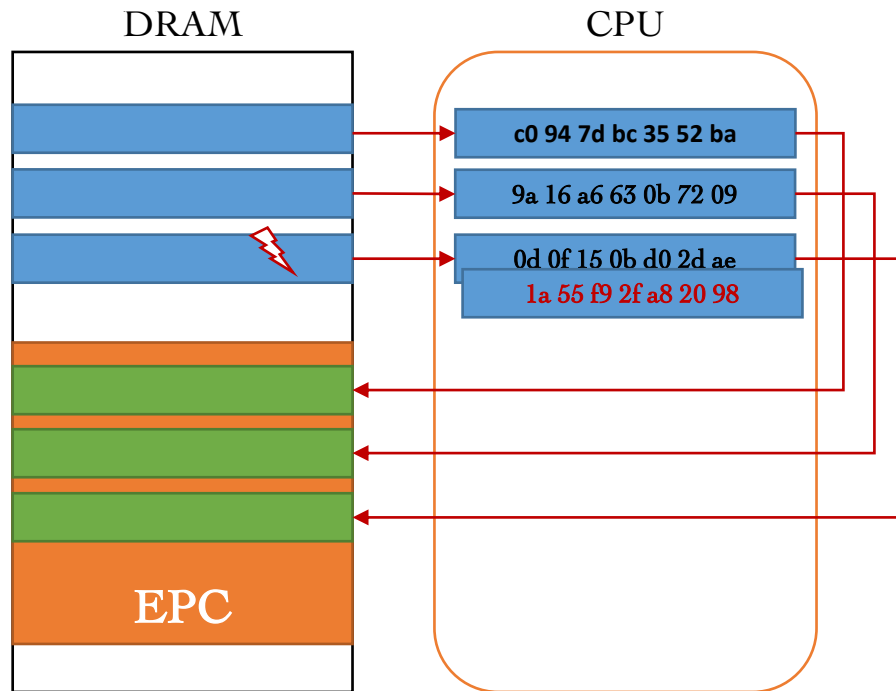 DRAM
CPU
c0 94 7d bc 35 52 ba
9a 16 a6 63 0b 72 09
0d 0f 15 0b d0 2d ae
1a 55 f9 2f a8 20 98
EPC